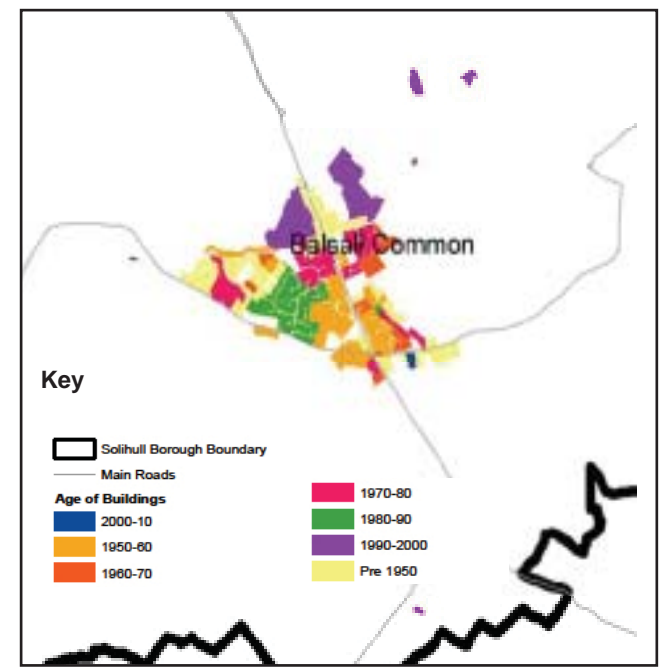 Balsall Common
Key
Solihull Borough Boundary
Main Roads
Age of Buildings
2000-10
1950-60
1960-70
1970-80
1980-90
1990-2000
Pre 1950